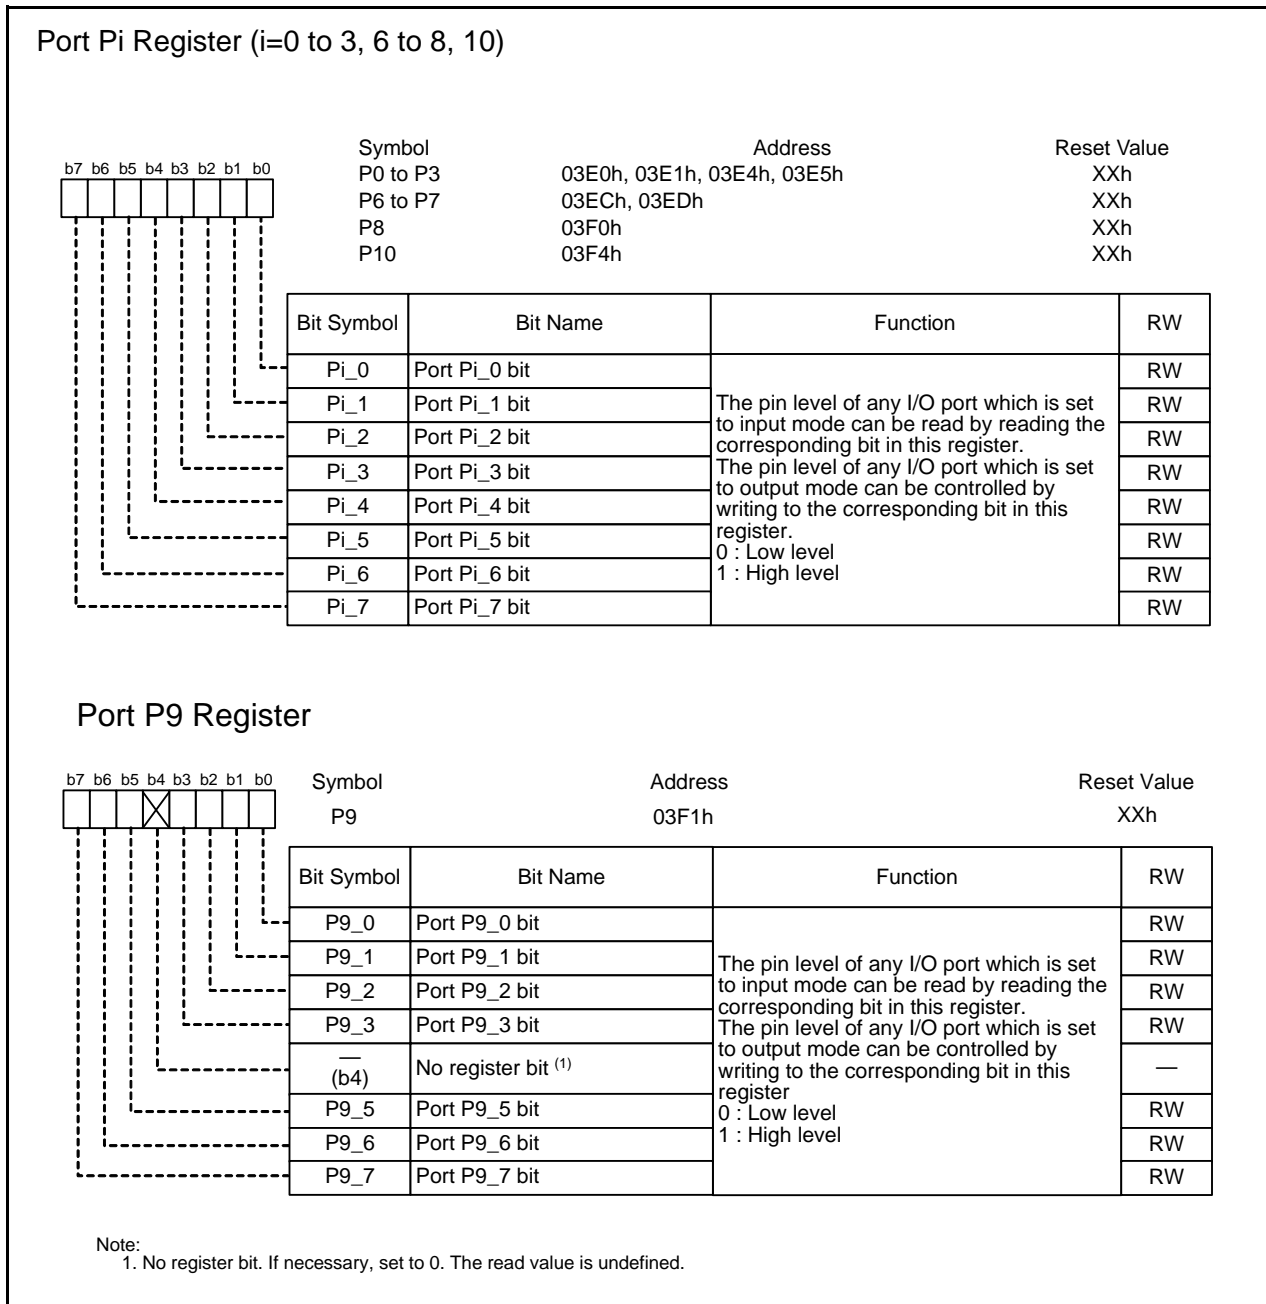 Port Pi Register (i=0 to 3, 6 to 8, 10)
b7 b6 b5 b4 b3 b2 b1 b0
Symbol Address Reset Value
P0 to P3 03E0h, 03E1h, 03E4h, 03E5h XXh
P6 to P7 03ECh, 03EDh XXh
P8 03F0h XXh
P10 03F4h XXh
Bit Symbol Bit Name Function RW
Pi_0 Port Pi_0 bit RW
Pi_1 Port Pi_1 bit RW
Pi_2 Port Pi_2 bit RW
Pi_3 Port Pi_3 bit RW
Pi_4 Port Pi_4 bit RW
Pi_5 Port Pi_5 bit RW
Pi_6 Port Pi_6 bit RW
Pi_7 Port Pi_7 bit RW
The pin level of any I/O port which is set
to input mode can be read by reading the
corresponding bit in this register.
The pin level of any I/O port which is set
to output mode can be controlled by
writing to the corresponding bit in this
register.
0 : Low level
1 : High level
Port P9 Register
b7 b6 b5 b4 b3 b2 b1 b0
Symbol Address Reset Value
P9 03F1h XXh
Bit Symbol Bit Name Function RW
P9_0 Port P9_0 bit RW
P9_1 Port P9_1 bit RW
P9_2 Port P9_2 bit RW
P9_3 Port P9_3 bit RW
—
(b4) No register bit (1) —
P9_5 Port P9_5 bit RW
P9_6 Port P9_6 bit RW
P9_7 Port P9_7 bit RW
The pin level of any I/O port which is set
to input mode can be read by reading the
corresponding bit in this register.
The pin level of any I/O port which is set
to output mode can be controlled by
writing to the corresponding bit in this
register
0 : Low level
1 : High level
Note:
1. No register bit. If necessary, set to 0. The read value is undefined.